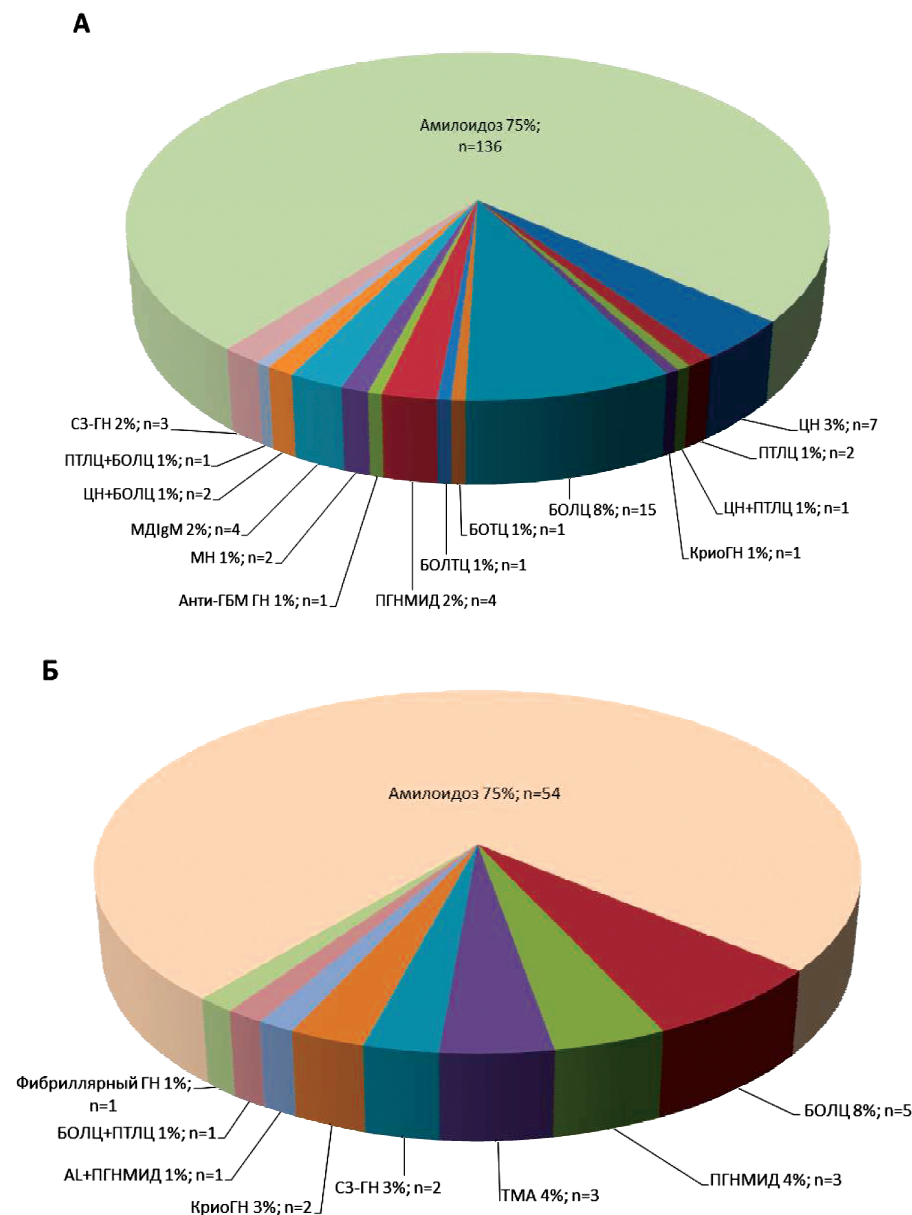 А
Амилоидоз 75%;
n=136
С3-ГН 2%; n=3
ПТЛЦ+БОЛЦ 1%; n=1
ЦН+БОЛЦ 1%; n=2
МДIgM 2%; n=4
МН 1%; n=2
Анти-ГБМ ГН 1%; n=1
ПГНМИД 2%; n=4
БОЛТЦ 1%; n=1
БОТЦ 1%; n=1
БОЛЦ 8%; n=15
КриоГН 1%; n=1
ЦН+ПТЛЦ 1%; n=1
ПТЛЦ 1%; n=2
ЦН 3%; n=7
Б
Амилоидоз 75%; n=54
Фибриллярный ГН 1%;
n=1
БОЛЦ+ПТЛЦ 1%; n=1
AL+ПГНМИД 1%; n=1
КриоГН 3%; n=2
С3-ГН 3%; n=2
ТМА 4%; n=3
ПГНМИД 4%; n=3
БОЛЦ 8%; n=5